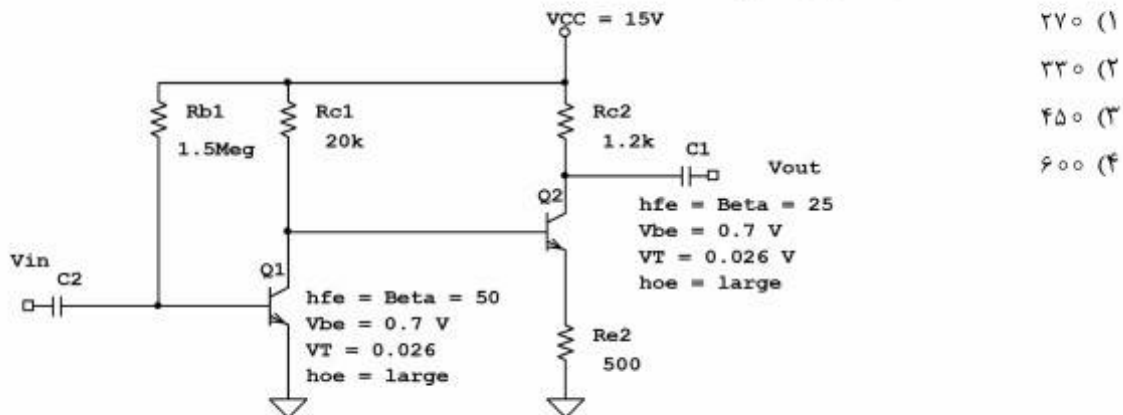 VCC = 15V
Rb1
1.5Meg
Rc1
20k
Rc2
1.2k
C1
Vout
Q2
hfe = Beta = 25
Vbe = 0.7 V
VT = 0.026 V
hoe = large
Vin
C2
Q1
hfe = Beta = 50
Vbe = 0.7 V
VT = 0.026
hoe = large
Re2
500
۱) ۲۷۰
۲) ۳۳۰
۳) ۴۵۰
۴) ۶۰۰